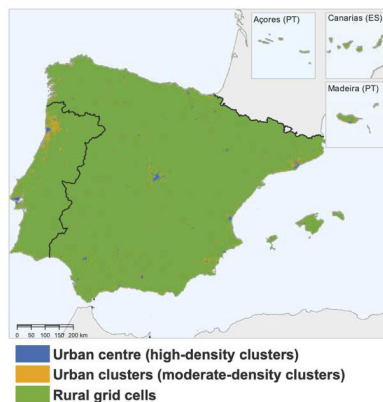 Açores (PT)
Canarias (ES)
Madeira (PT)
0 50 100 150 200 km
Urban centre (high-density clusters)
Urban clusters (moderate-density clusters)
Rural grid cells